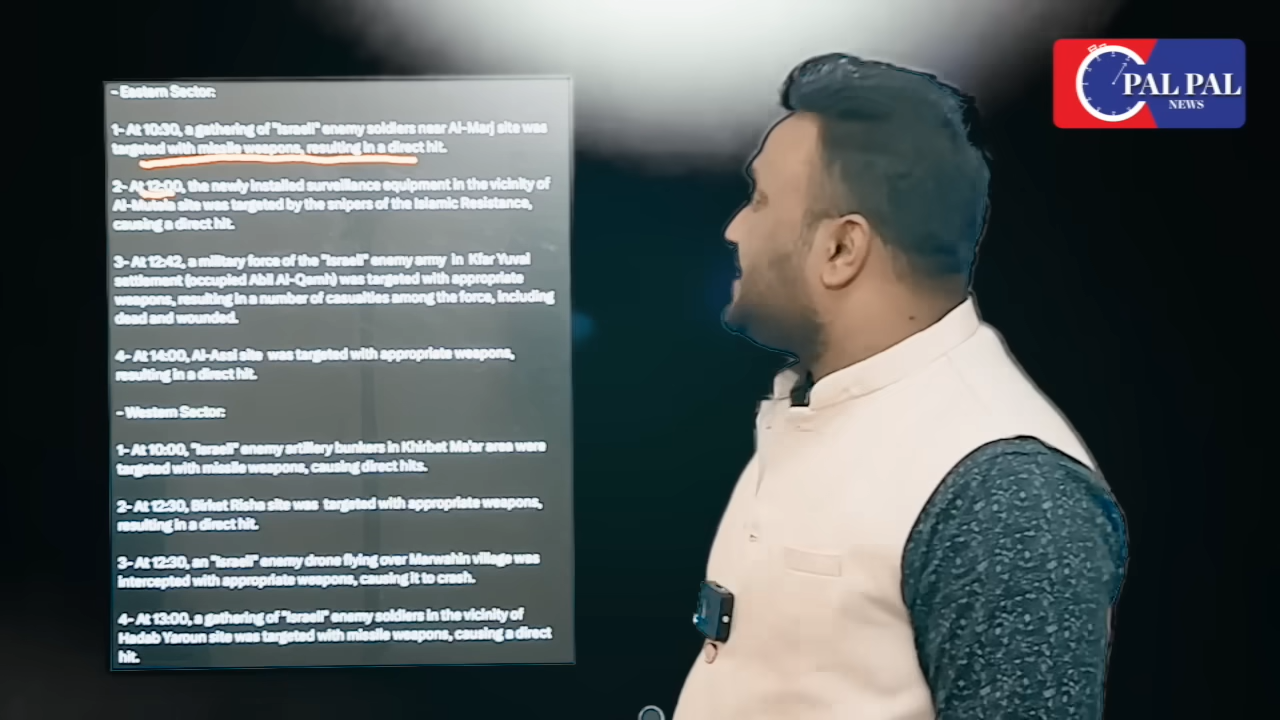 - Eastern Sector:
1- At 10:30, a gathering of "Israeli" enemy soldiers near Al-Marj site was
targeted with missile weapons, resulting in a direct hit.
2- At 12:00, the newly installed surveillance equipment in the vicinity of
Al-Motela site was targeted by the snipers of the Islamic Resistance,
causing a direct hit.
3- At 12:42, a military force of the "Israeli" enemy army in Kfar Yuval
settlement (occupied Abil Al-Qamh) was targeted with appropriate
weapons, resulting in a number of casualties among the force, including
dead and wounded.
4- At 14:00, Al-Assi site was targeted with appropriate weapons,
resulting in a direct hit.
- Western Sector:
1- At 10:00, "Israeli" enemy artillery bunkers in Khirbet Ma'ar area were
targeted with missile weapons, causing direct hits.
2- At 12:30, Birket Risha site was targeted with appropriate weapons,
resulting in a direct hit.
3- At 12:30, an "Israeli" enemy drone flying over Marwahin village was
intercepted with appropriate weapons, causing it to crash.
4- At 13:00, a gathering of "Israeli" enemy soldiers in the vicinity of
Hadab Yaroun site was targeted with missile weapons, causing a direct
hit.
PAL PAL
NEWS